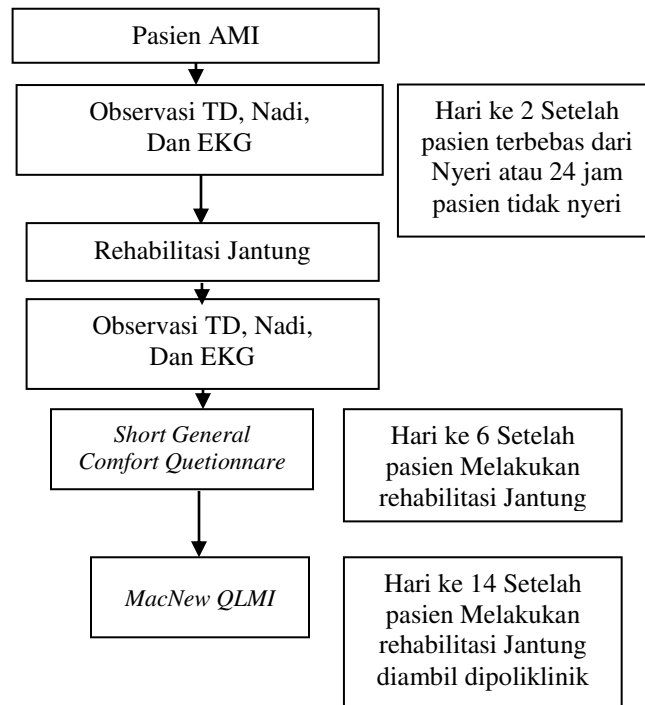 Pasien AMI
Observasi TD, Nadi,
Dan EKG
Hari ke 2 Setelah
pasien terbebas dari
Nyeri atau 24 jam
pasien tidak nyeri
Rehabilitasi Jantung
Observasi TD, Nadi,
Dan EKG
Short General
Comfort Quetionnare
Hari ke 6 Setelah
pasien Melakukan
rehabilitasi Jantung
MacNew QLMI
Hari ke 14 Setelah
pasien Melakukan
rehabilitasi Jantung
diambil dipoliklinik